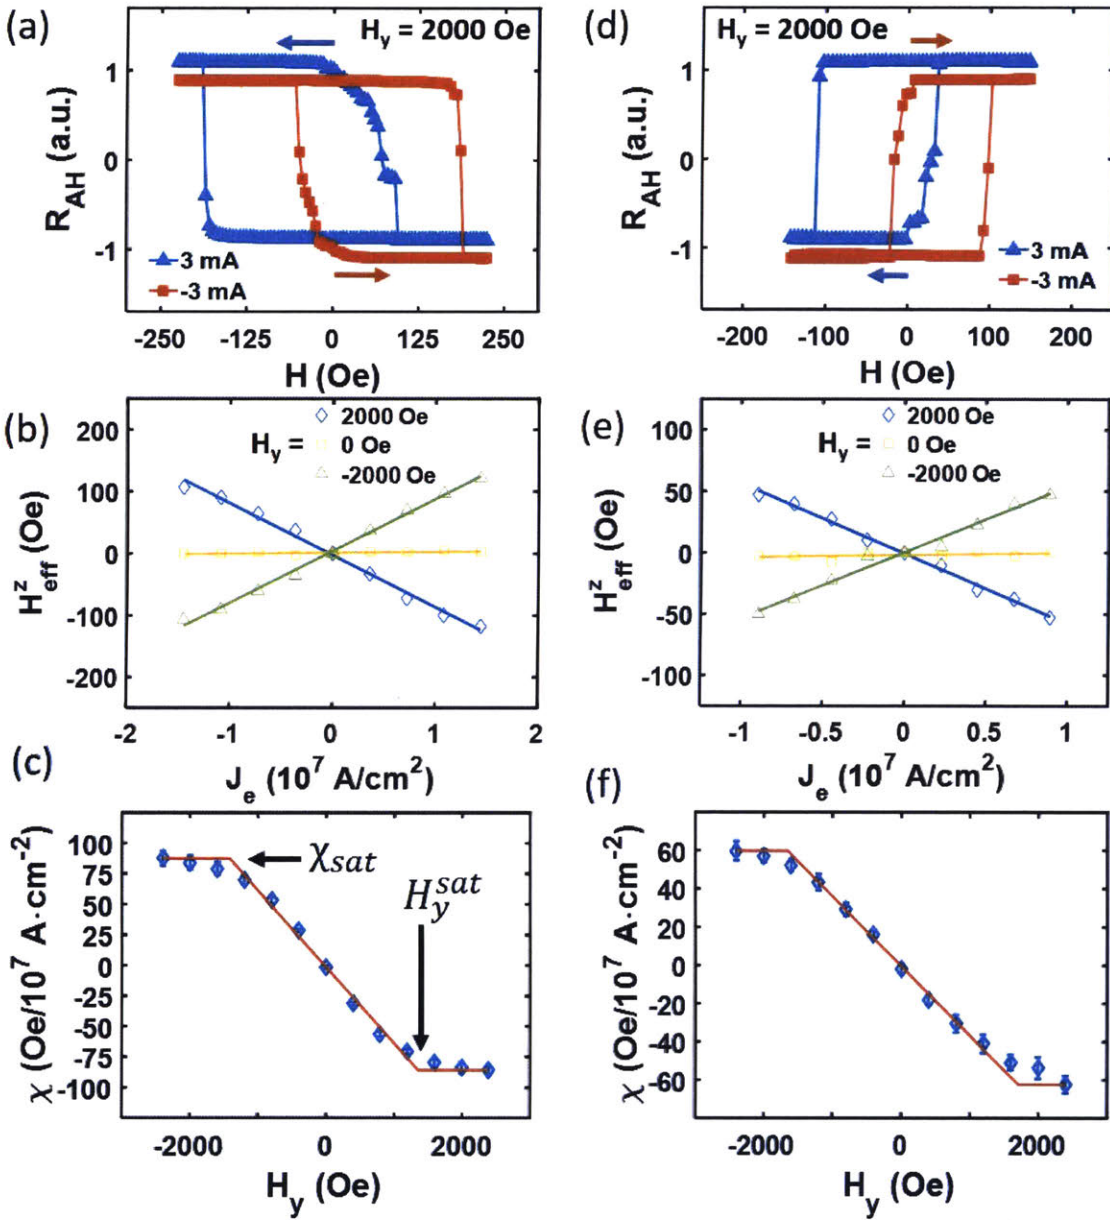 (a)
H_y = 2000 Oe
1
0
-1
R_AH (a.u.)
3 mA
-3 mA
-250 -125 0 125 250
H (Oe)
(d)
H_y = 2000 Oe
1
0
-1
R_AH (a.u.)
3 mA
-3 mA
-200 -100 0 100 200
H (Oe)
(b)
200
100
0
-100
-200
H^z_eff (Oe)
H_y =
2000 Oe
0 Oe
-2000 Oe
-2 -1 0 1 2
J_e (10^7 A/cm^2)
(e)
100
50
0
-50
-100
H^z_eff (Oe)
H_y =
2000 Oe
0 Oe
-2000 Oe
-1 -0.5 0 0.5 1
J_e (10^7 A/cm^2)
(c)
100
75
50
25
0
-25
-50
-75
-100
χ (Oe/10^7 A·cm^-2)
χ_sat
H_y^sat
-2000 0 2000
H_y (Oe)
(f)
60
40
20
0
-20
-40
-60
χ (Oe/10^7 A·cm^-2)
-2000 0 2000
H_y (Oe)